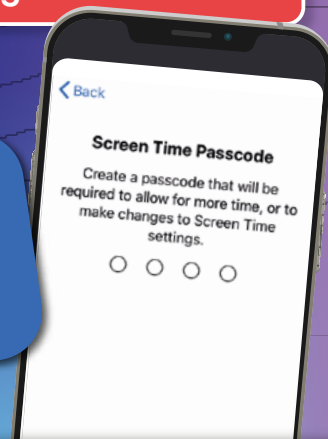 Back
Screen Time Passcode
Create a passcode that will be
required to allow for more time, or to
make changes to Screen Time
settings.